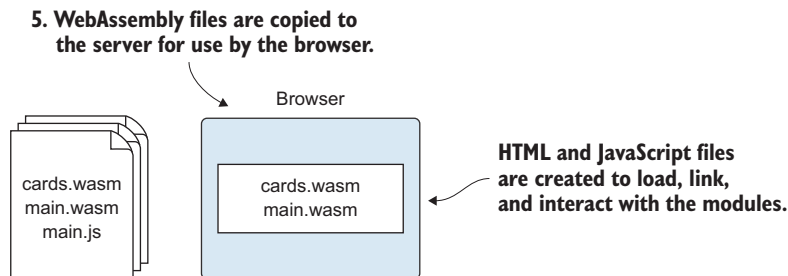 5. WebAssembly files are copied to
the server for use by the browser.
Browser
cards.wasm
main.wasm
main.js
cards.wasm
main.wasm
HTML and JavaScript files
are created to load, link,
and interact with the modules.